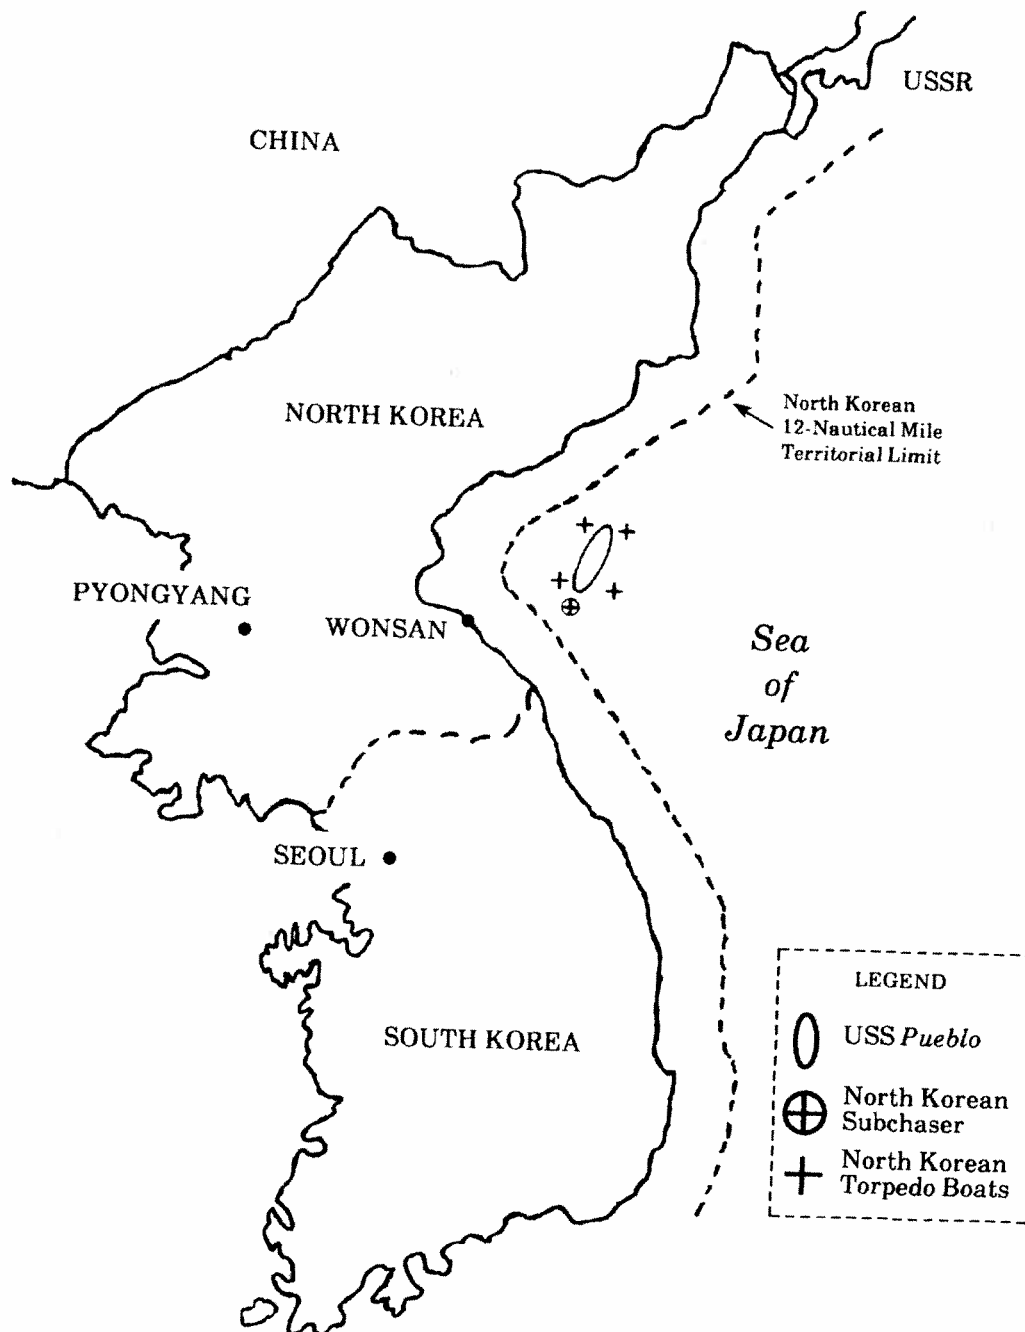 USSR
CHINA
NORTH KOREA
North Korean
12-Nautical Mile
Territorial Limit
PYONGYANG
WONSAN
Sea
of
Japan
SEOUL
SOUTH KOREA
LEGEND
USS Pueblo
North Korean
Subchaser
North Korean
Torpedo Boats